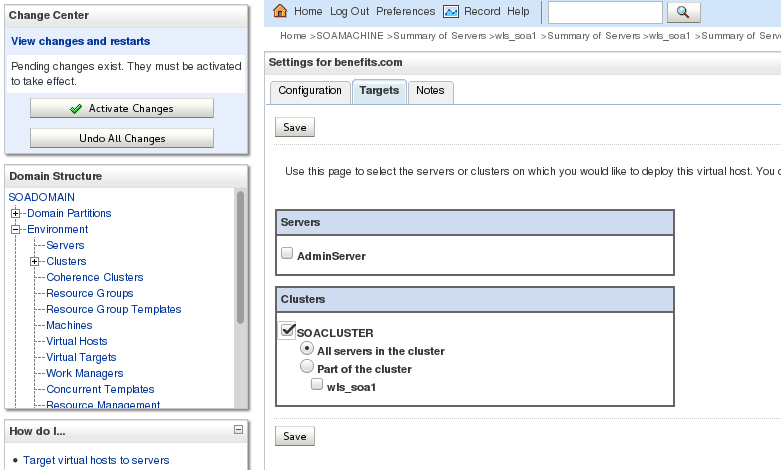 Change Center
View changes and restarts
Pending changes exist. They must be activated
to take effect.
Activate Changes
Undo All Changes
Domain Structure
SOADOMAIN
Domain Partitions
Environment
Servers
Clusters
Coherence Clusters
Resource Groups
Resource Group Templates
Machines
Virtual Hosts
Virtual Targets
Work Managers
Concurrent Templates
Resource Management
How do I...
Target virtual hosts to servers
Home Log Out Preferences Record Help
Home >SOAMACHINE >Summary of Servers >wls_soa1 >Summary of Servers >wls_soa1 >Summary of Serve
Settings for benefits.com
Configuration Targets Notes
Save
Use this page to select the servers or clusters on which you would like to deploy this virtual host. You c
Servers
AdminServer
Clusters
SOACLUSTER
All servers in the cluster
Part of the cluster
wls_soa1
Save